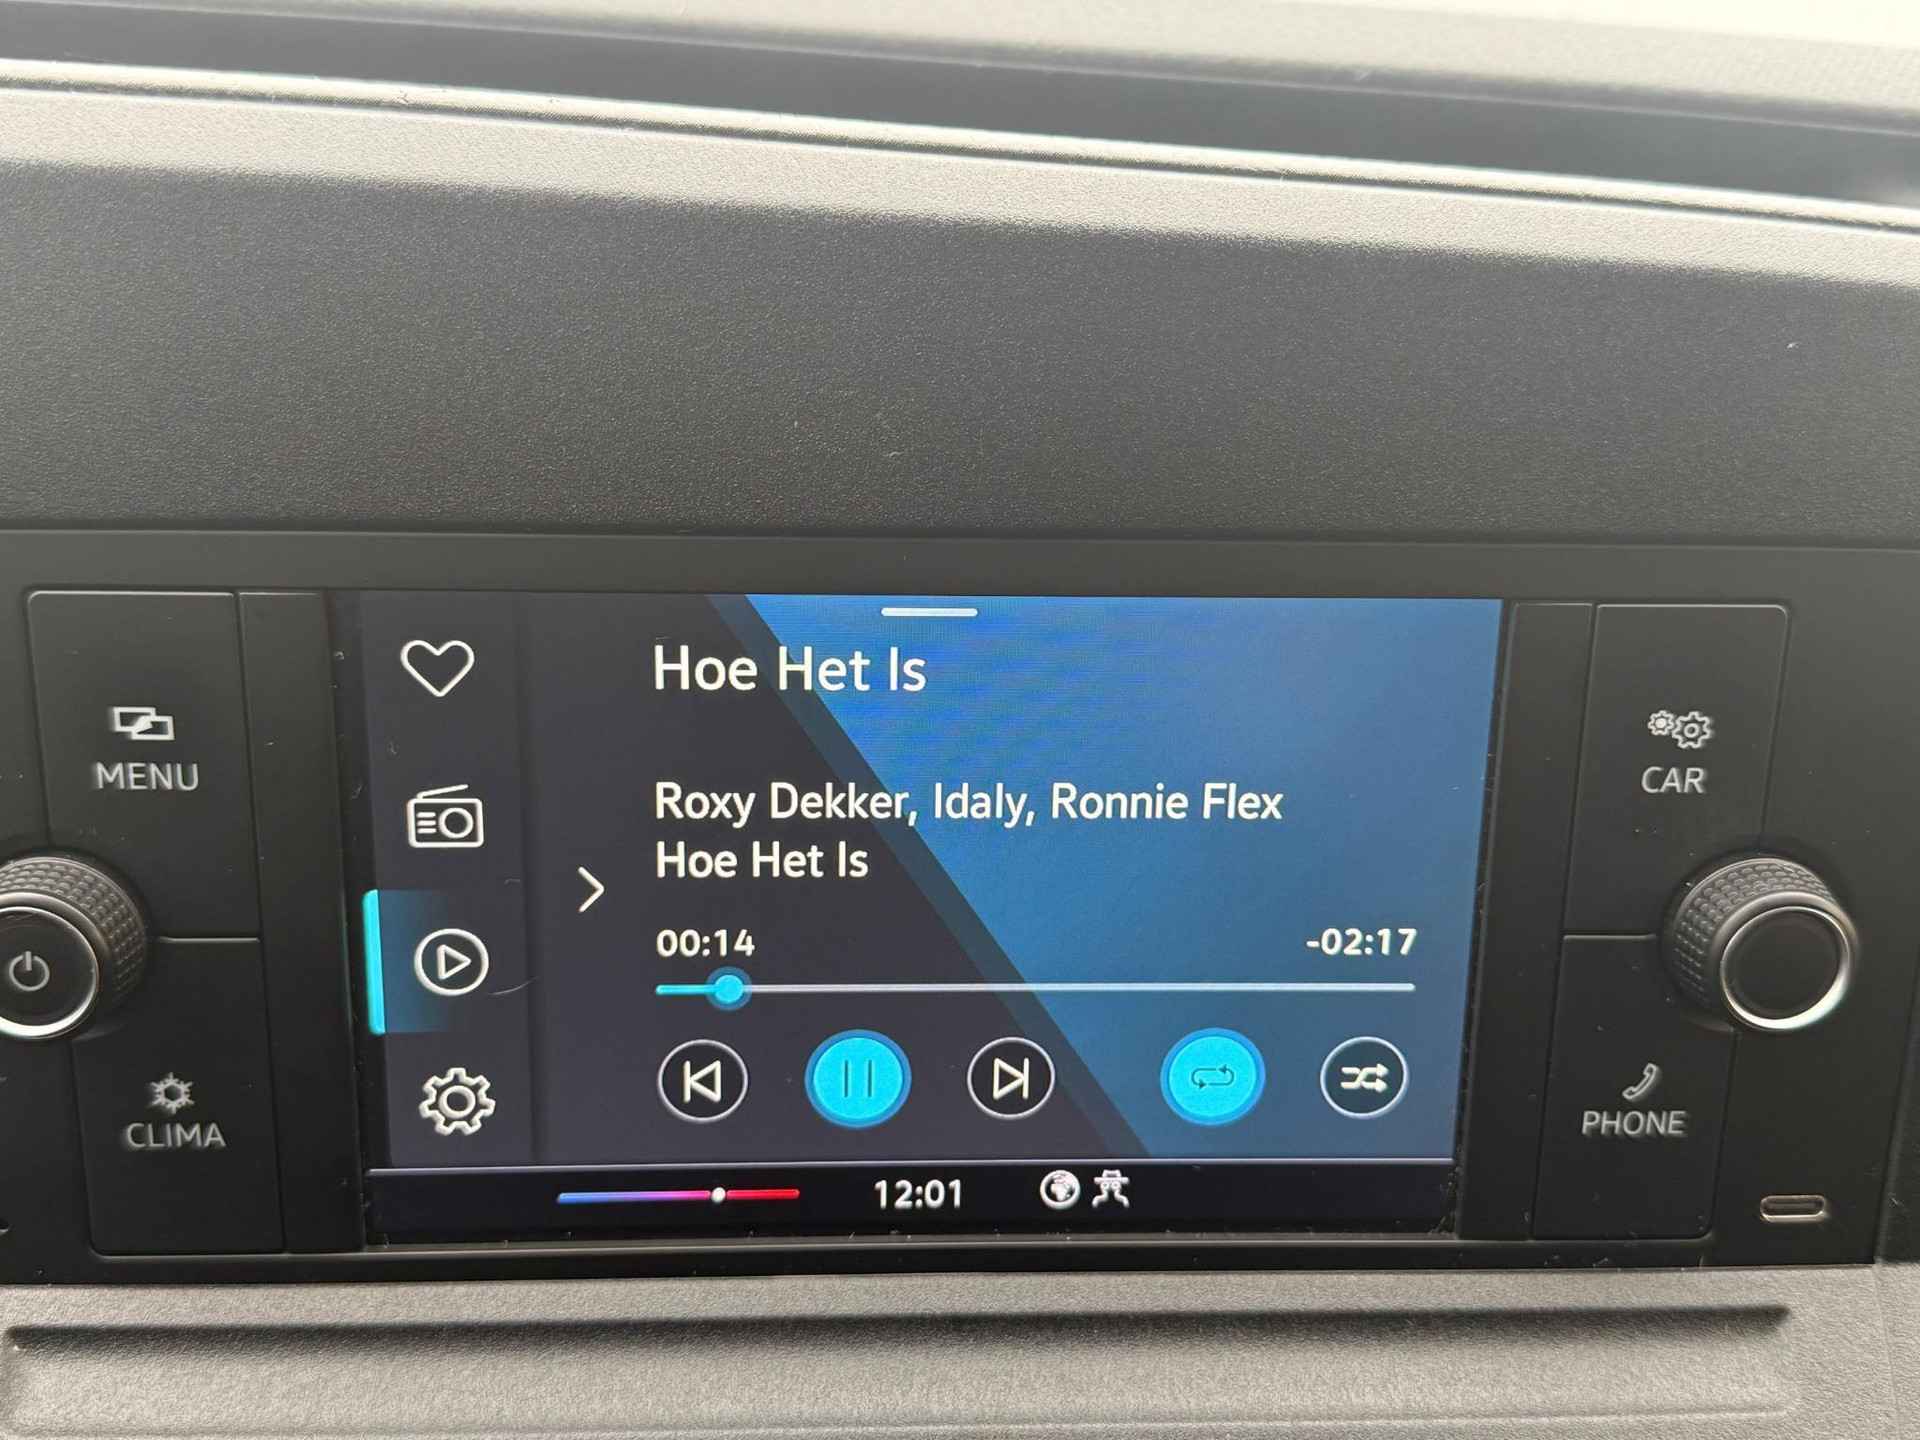 Hoe Het Is
MENU
CAR
Roxy Dekker, Idaly, Ronnie Flex
Hoe Het Is
00:14
-02:17
CLIMA
PHONE
12:01